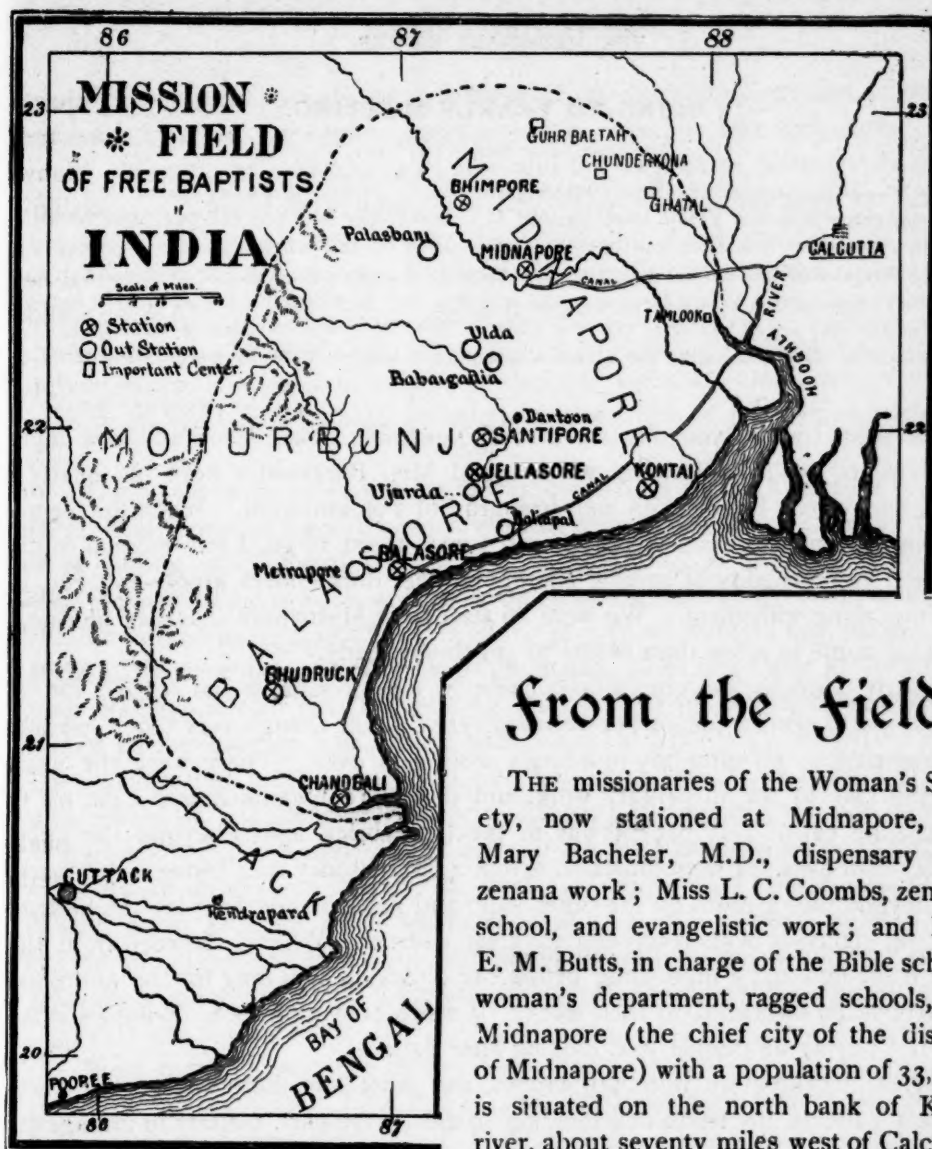 86 87 88
23 23
MISSION
FIELD
OF FREE BAPTISTS
"
INDIA
Scale of Miles.
Station
Out Station
Important Center.
GUHR BAETAH
CHUNDERKONA
GHATAL
BHIMPORE
Palasbani
MIDNAPORE
CALCUTTA
CANAL
TAMLOOK
RIVER
HOOGHLY
MIDNAPORE
Ulda
Babaigadia
Dantoon
22 22
MOHURBUNJ
SANTIPORE
JELLASORE
KONTAI
Ujurda
CANAL
Baliapal
BALASORE
Metrapore
BALASORE
BHUDRUCK
21
CHANDBALI
CUTTACK
CUTTACK
Kendrapara
BAY OF
BENGAL
20
POOREE
86 87
From the Field
THE missionaries of the Woman's S
ety, now stationed at Midnapore,
Mary Bacheler, M.D., dispensary
zenana work; Miss L. C. Coombs, zen
school, and evangelistic work; and
E. M. Butts, in charge of the Bible sch
woman's department, ragged schools,
Midnapore (the chief city of the dis
of Midnapore) with a population of 33,
is situated on the north bank of K
river, about seventy miles west of Calc